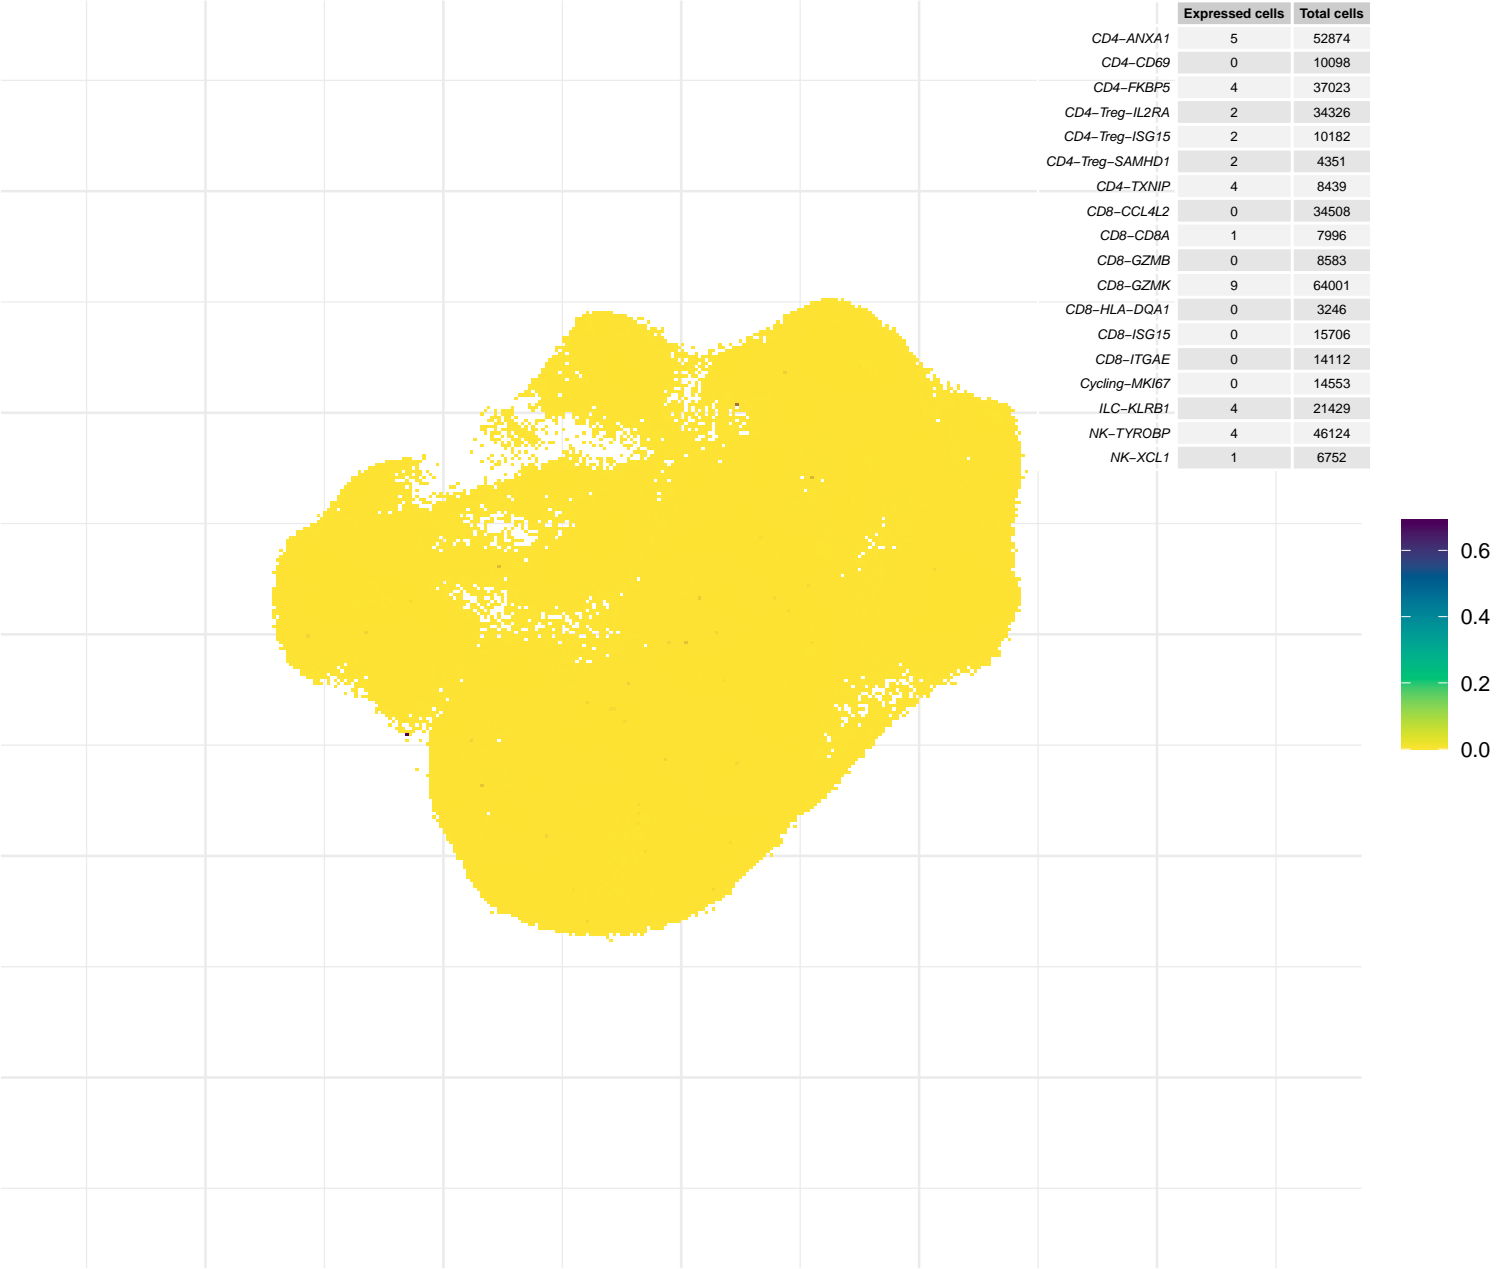 Expressed cells Total cells
CD4−ANXA1 5 52874
CD4−CD69 0 10098
CD4−FKBP5 4 37023
CD4−Treg−IL2RA 2 34326
CD4−Treg−ISG15 2 10182
CD4−Treg−SAMHD1 2 4351
CD4−TXNIP 4 8439
CD8−CCL4L2 0 34508
CD8−CD8A 1 7996
CD8−GZMB 0 8583
CD8−GZMK 9 64001
CD8−HLA−DQA1 0 3246
CD8−ISG15 0 15706
CD8−ITGAE 0 14112
Cycling−MKI67 0 14553
ILC−KLRB1 4 21429
NK−TYROBP 4 46124
NK−XCL1 1 6752
0.6
0.4
0.2
0.0